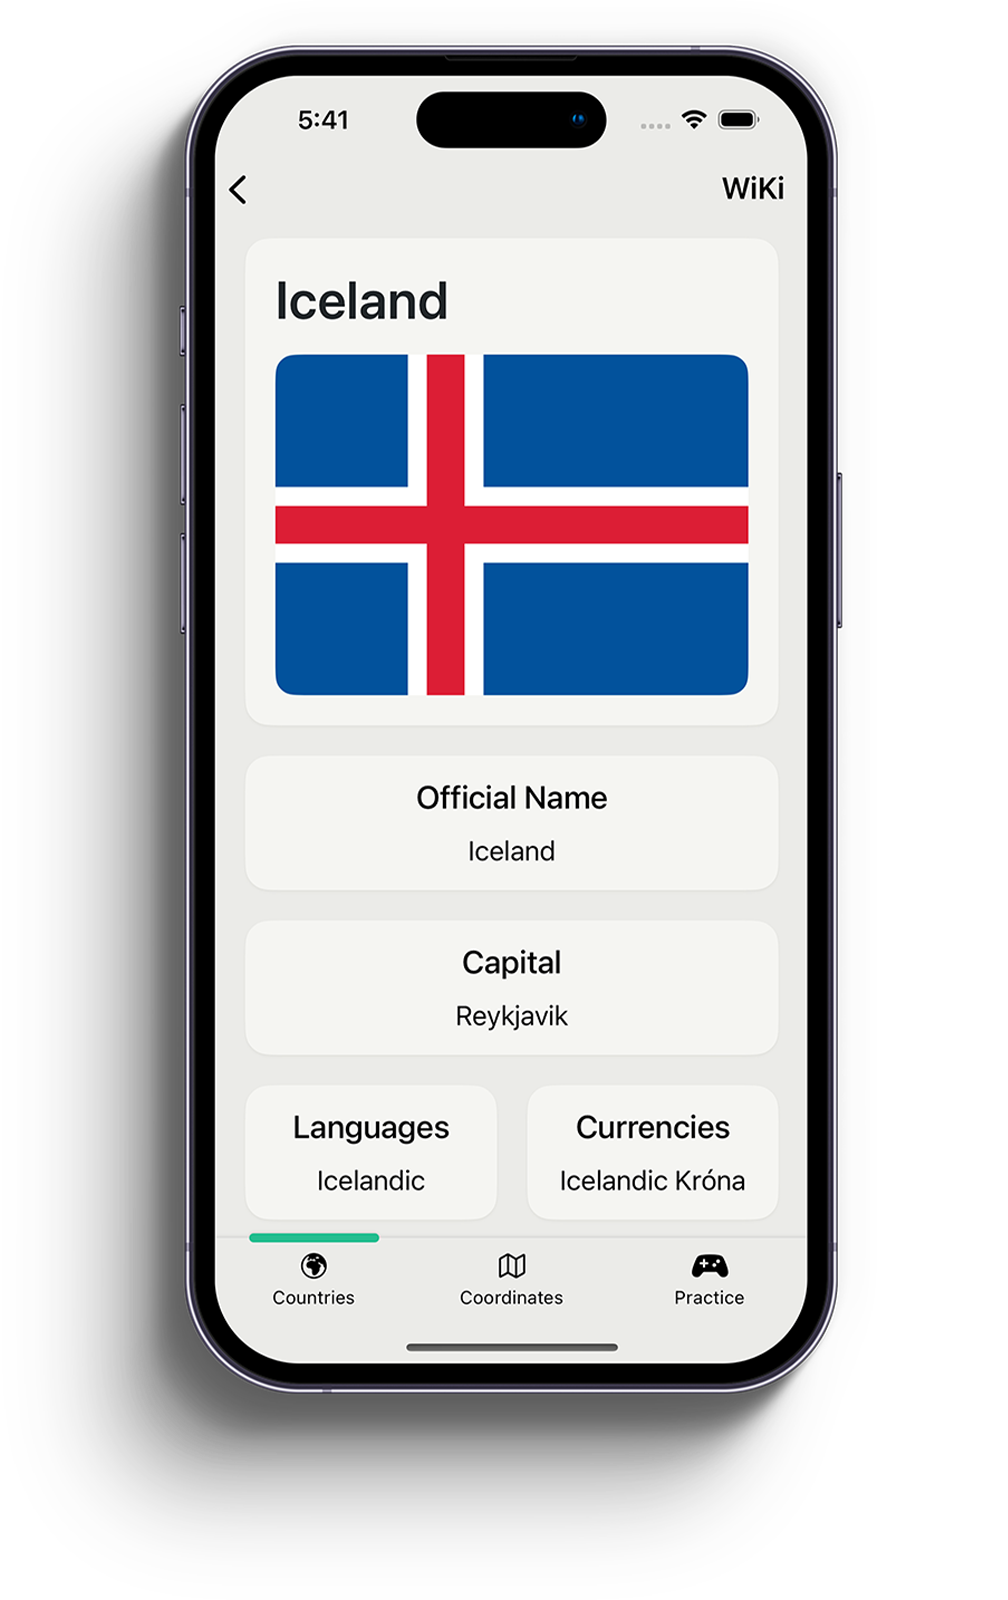 5:41
WiKi
Iceland
Official Name
Iceland
Capital
Reykjavik
Languages
Icelandic
Currencies
Icelandic Króna
Countries
Coordinates
Practice